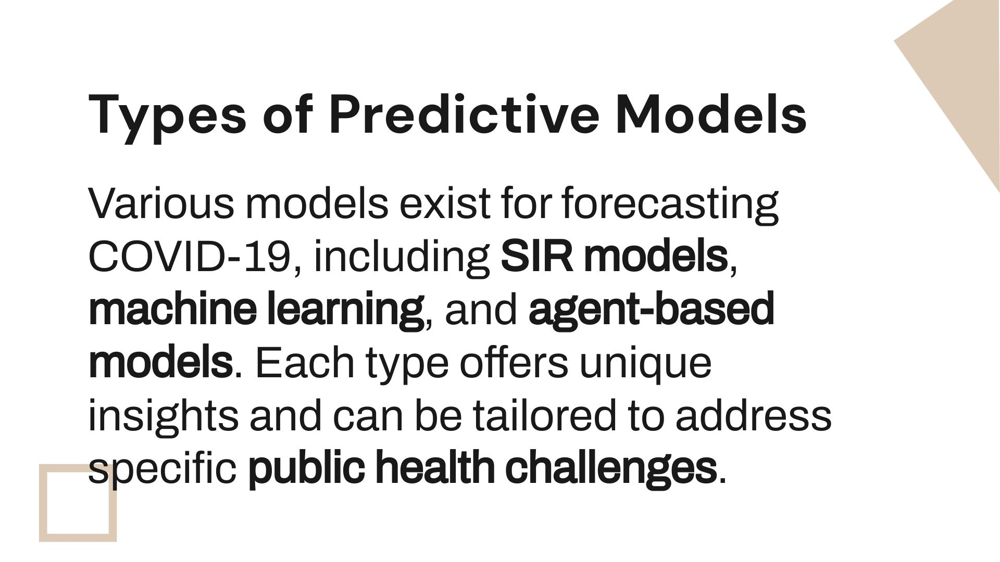 Types of Predictive Models
Various models exist for forecasting
COVID-19, including SIR models,
machine learning, and agent-based
models. Each type offers unique
insights and can be tailored to address
specific public health challenges.